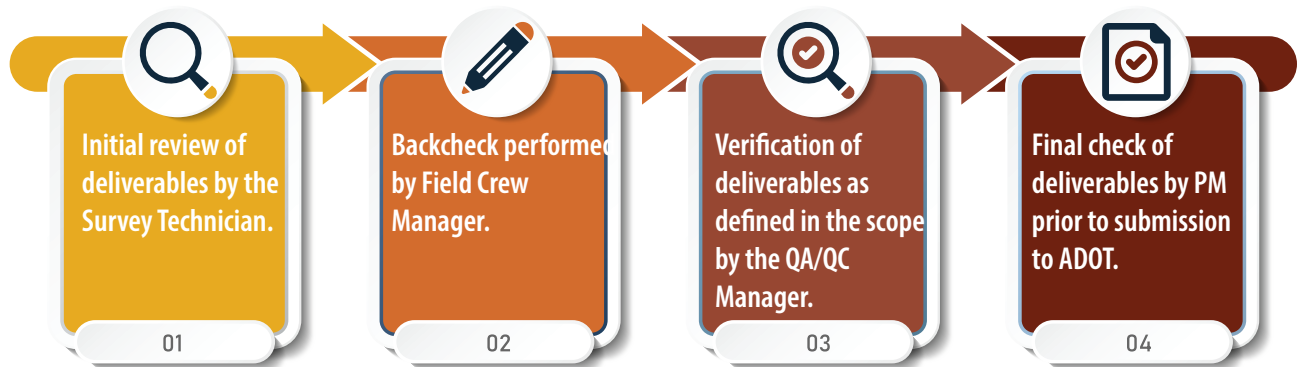 Initial review of
deliverables by the
Survey Technician.
01
Backcheck performed
by Field Crew
Manager.
02
Verification of
deliverables as
defined in the scope
by the QA/QC
Manager.
03
Final check of
deliverables by PM
prior to submission
to ADOT.
04